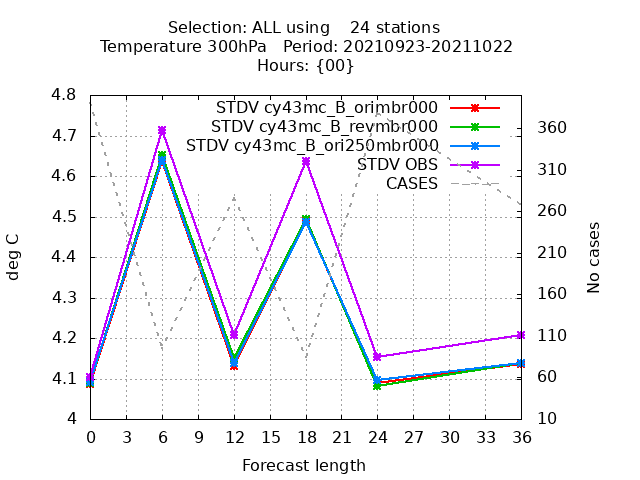 Selection: ALL using    24 stations
Temperature 300hPa   Period: 20210923-20211022
Hours: {00}
STDV cy43mc_B_orimbr000
STDV cy43mc_B_revmbr000
STDV cy43mc_B_ori250mbr000
STDV OBS
CASES
4.8
4.7
4.6
4.5
4.4
4.3
4.2
4.1
4
deg C
360
310
260
210
160
110
60
10
No cases
0 3 6 9 12 15 18 21 24 27 30 33 36
Forecast length